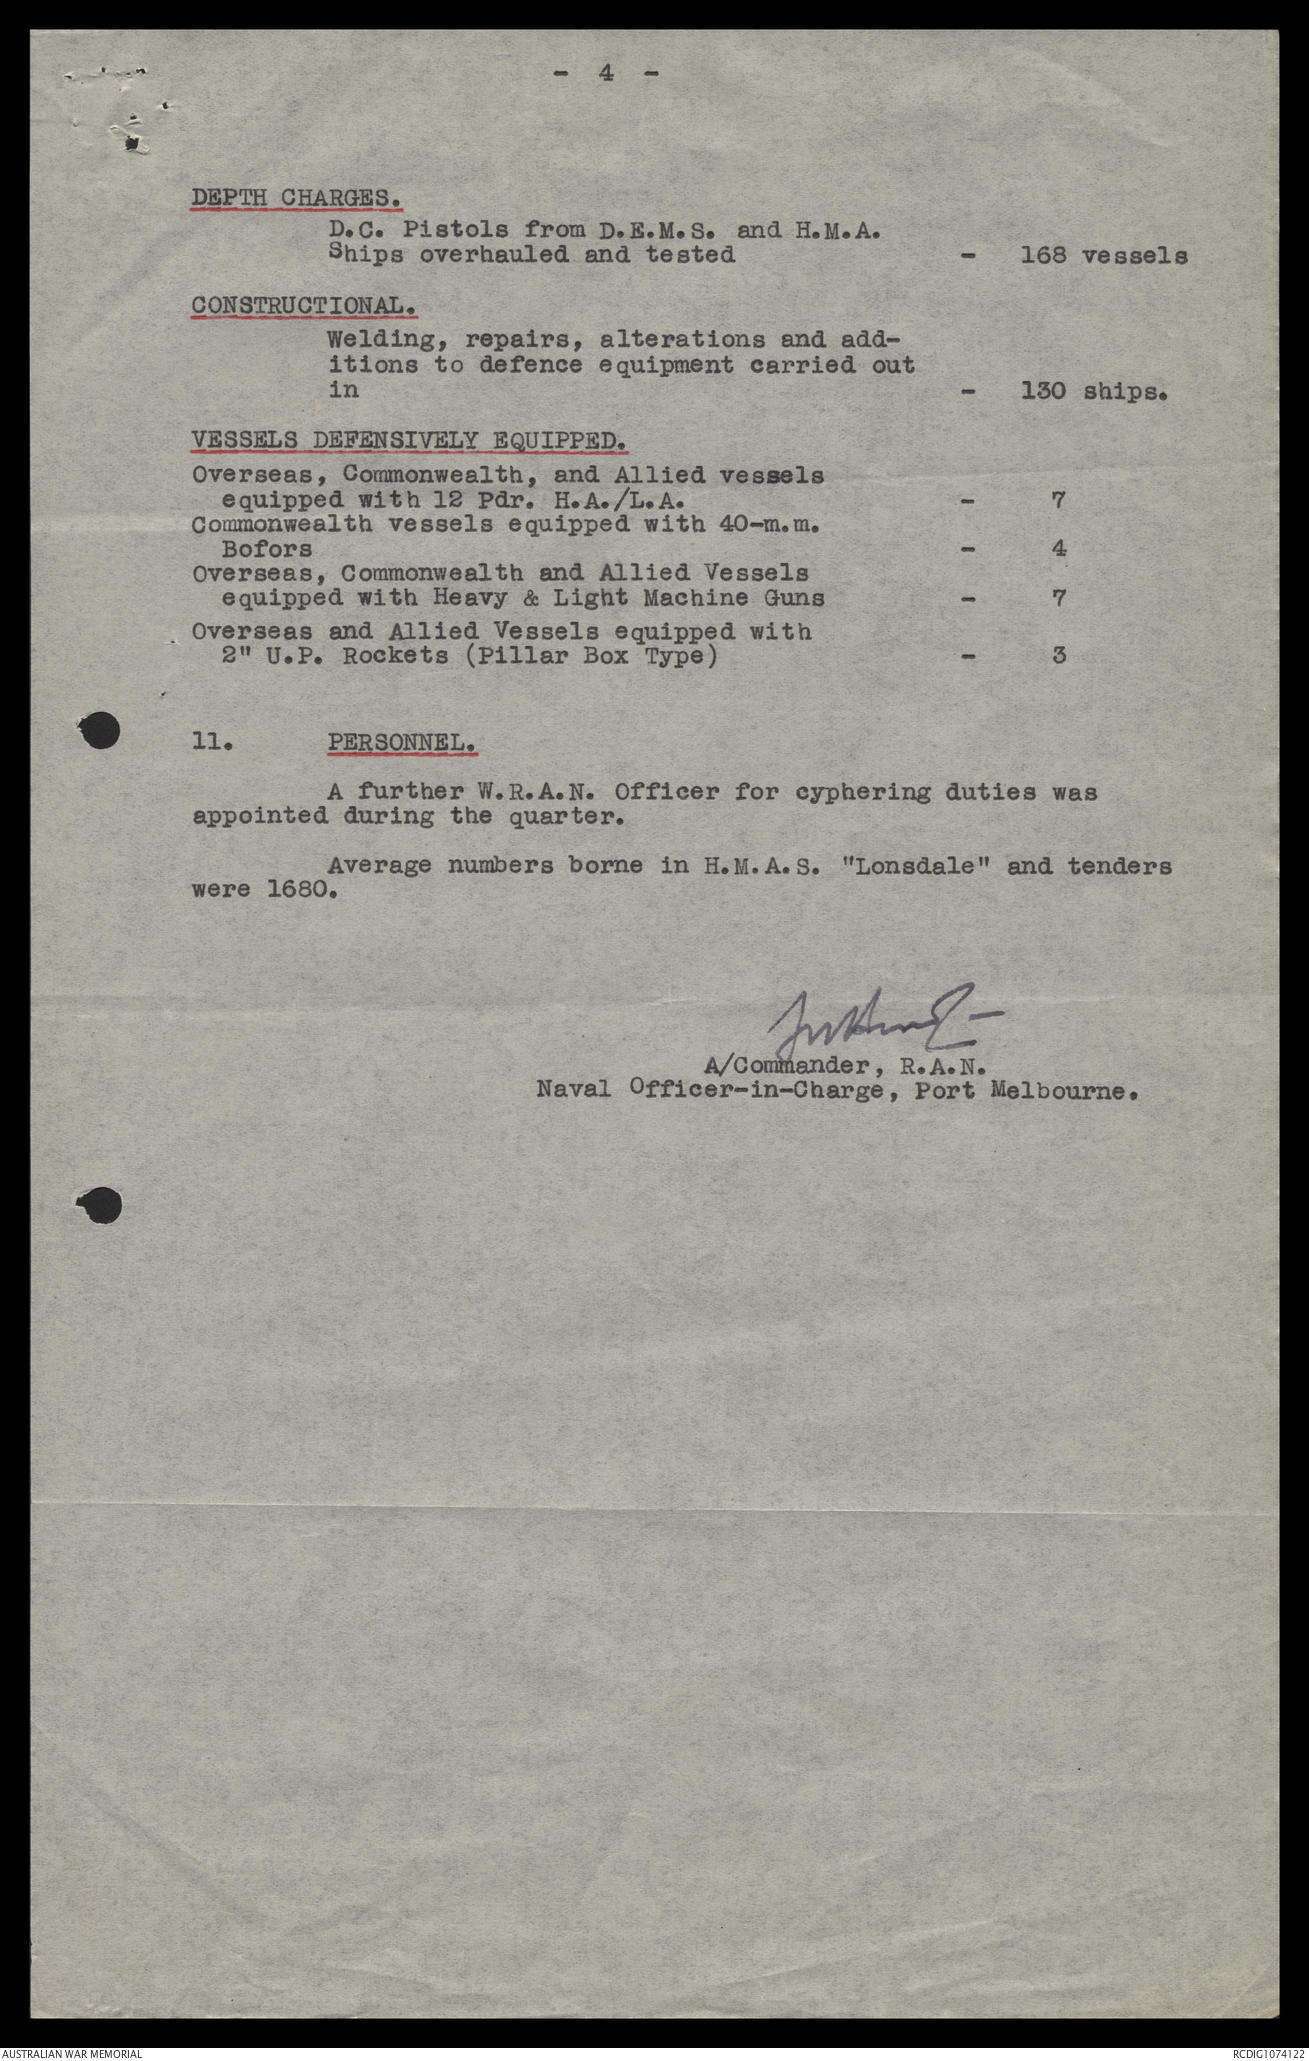 - 4 -
DEPTH CHARGES.
D.C. Pistols from D.E.M.S. and H.M.A.
Ships overhauled and tested - 168 vessels
CONSTRUCTIONAL.
Welding, repairs, alterations and add-
itions to defence equipment carried out
in - 130 ships.
VESSELS DEFENSIVELY EQUIPPED.
Overseas, Commonwealth, and Allied vessels
equipped with 12 Pdr. H.A./L.A. - 7
Commonwealth vessels equipped with 40-m.m.
Bofors - 4
Overseas, Commonwealth and Allied Vessels
equipped with Heavy & Light Machine Guns - 7
Overseas and Allied Vessels equipped with
2" U.P. Rockets (Pillar Box Type) - 3
11. PERSONNEL.
A further W.R.A.N. Officer for cyphering duties was
appointed during the quarter.
Average numbers borne in H.M.A.S. "Lonsdale" and tenders
were 1680.
A/Commander, R.A.N.
Naval Officer-in-Charge, Port Melbourne.
AUSTRALIAN WAR MEMORIAL
RCDIG1074122